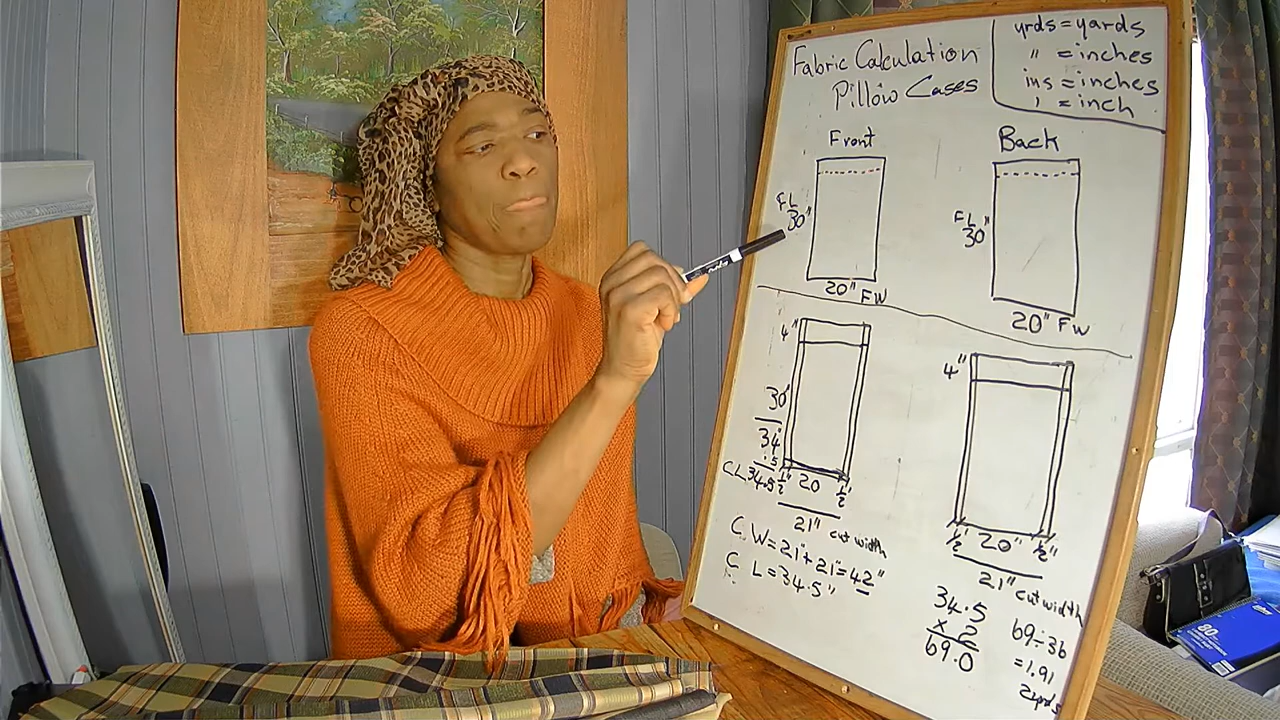 Fabric Calculation
Pillow Cases
yrds = yards
" = inches
ins = inches
' = inch
Front
FL
30"
20" FW
Back
FL
30"
20" FW
4"
30"
34"
.5
CL 34.5
1/2" 20 1/2"
21" cut width
C W = 21" + 21" = 42"
C L = 34.5"
4"
1/2" 20" 1/2"
21" cut width
34.5
x 2
69.0
69 ÷ 36
= 1.91
2yrds
80